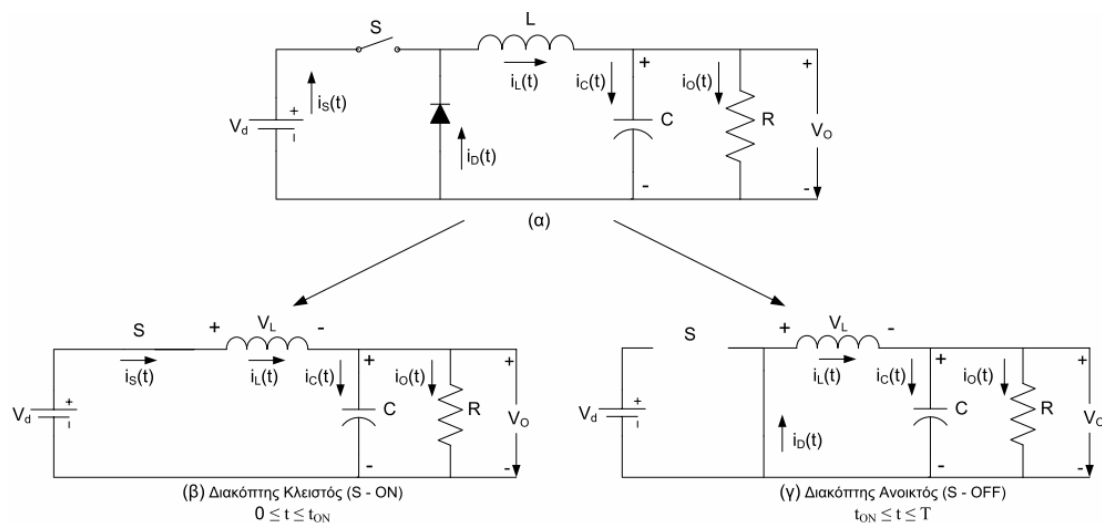 S
L
i_L(t)
i_C(t)
+
i_O(t)
+
i_S(t)
V_d
+
-
i_D(t)
C
R
V_O
-
-
(α)
S
+ V_L -
i_S(t)
i_L(t)
i_C(t)
+
i_O(t)
+
V_d
+
-
C
R
V_O
-
-
(β) Διακόπτης Κλειστός (S - ON)
0 ≤ t ≤ t_ON
S
+ V_L -
i_L(t)
i_C(t)
+
i_O(t)
+
V_d
+
-
i_D(t)
C
R
V_O
-
-
(γ) Διακόπτης Ανοικτός (S - OFF)
t_ON ≤ t ≤ T